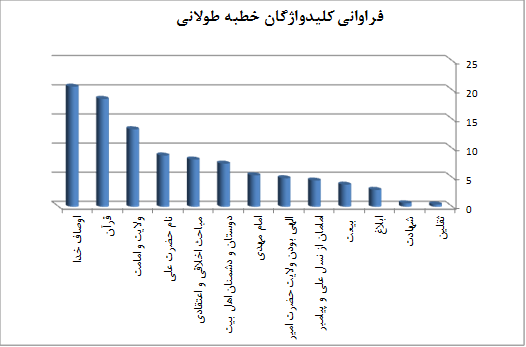 فراوانی کلیدواژگان خطبه طولانی
25
20
15
10
5
0
ثقلین
شهادت
ابلاغ
بیعت
امامان از نسل علی و پیامبر
الهی بودن ولایت حضرت امیر
امام مهدی
دوستان و دشمنان اهل بیت
مباحث اخلاقی و اعتقادی
نام حضرت علی
ولایت و امامت
قرآن
اوصاف خدا